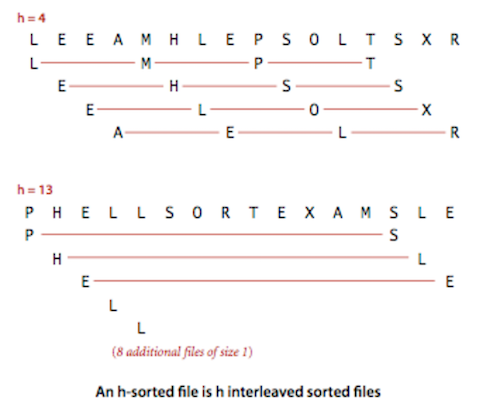 h = 4
L E E A M H L E P S O L T S X R
L M P T
E H S S
E L O X
A E L R
h = 13
P H E L L S O R T E X A M S L E
P S
H L
E E
L
L
(8 additional files of size 1)
An h-sorted file is h interleaved sorted files